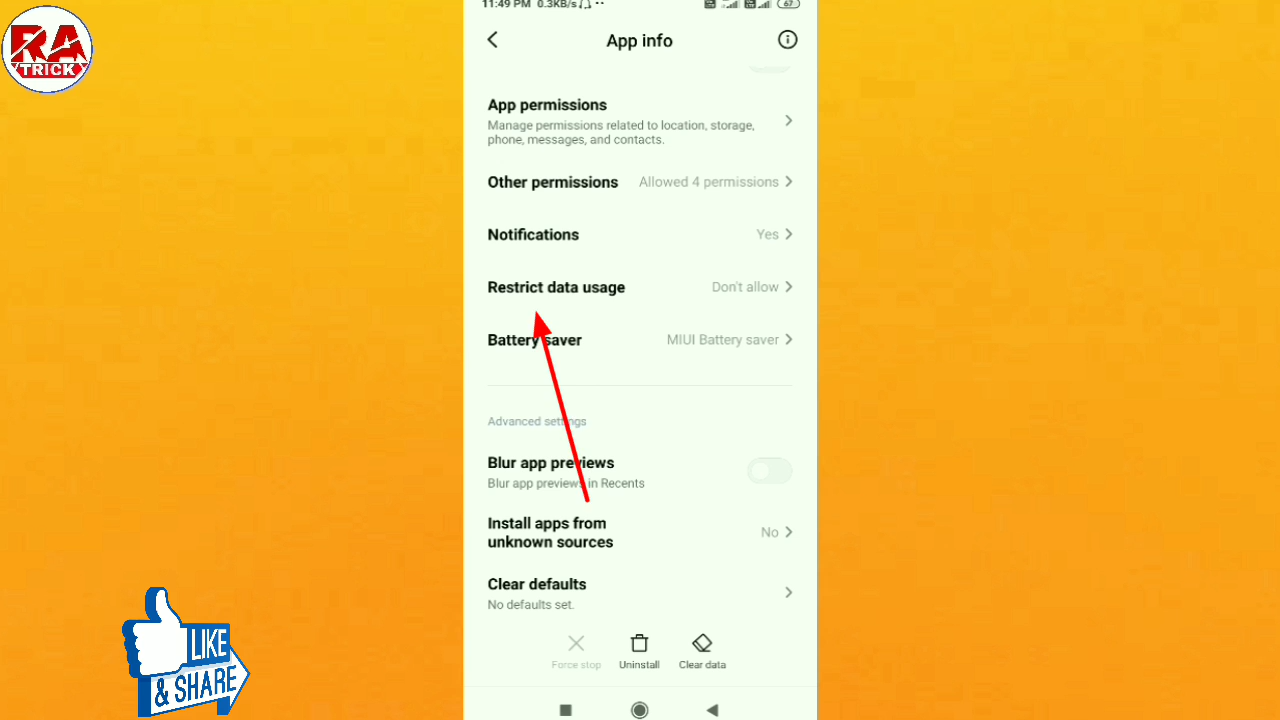 RA
TRICK
11:49 PM 0.3KB/s
67
App info
App permissions
Manage permissions related to location, storage,
phone, messages, and contacts.
Other permissions Allowed 4 permissions
Notifications Yes
Restrict data usage Don't allow
Battery saver MIUI Battery saver
Advanced settings
Blur app previews
Blur app previews in Recents
Install apps from
unknown sources No
Clear defaults
No defaults set.
Force stop Uninstall Clear data
LIKE
& SHARE